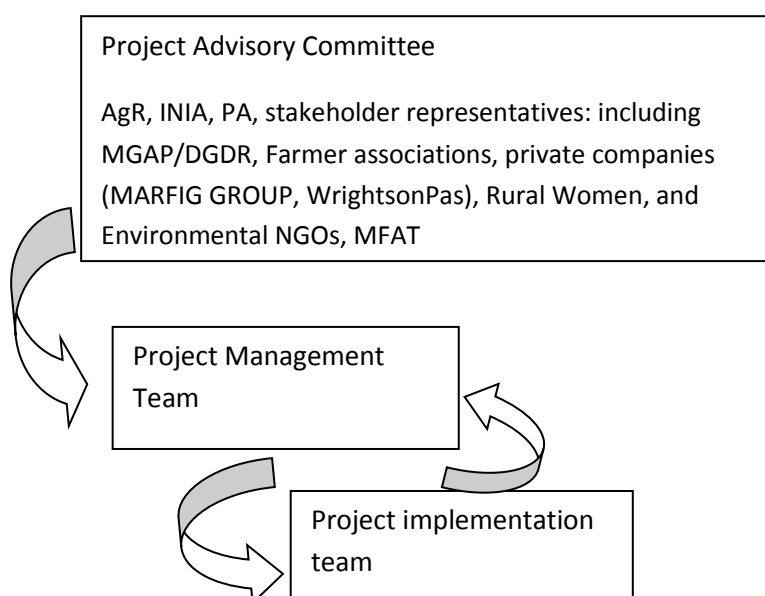 Project Advisory Committee
AgR, INIA, PA, stakeholder representatives: including
MGAP/DGDR, Farmer associations, private companies
(MARFIG GROUP, WrightsonPas), Rural Women, and
Environmental NGOs, MFAT
Project Management
Team
Project implementation
team